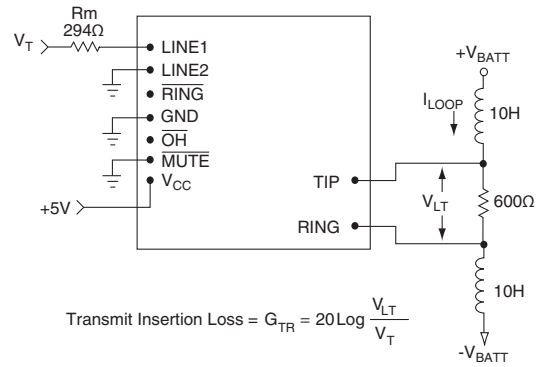 Rm
294Ω
V_T
LINE1
LINE2
RING
GND
OH
MUTE
V_CC
+5V
TIP
RING
+V_BATT
I_LOOP
10H
V_LT
600Ω
10H
-V_BATT
Transmit Insertion Loss = G_TR = 20Log V_LT / V_T